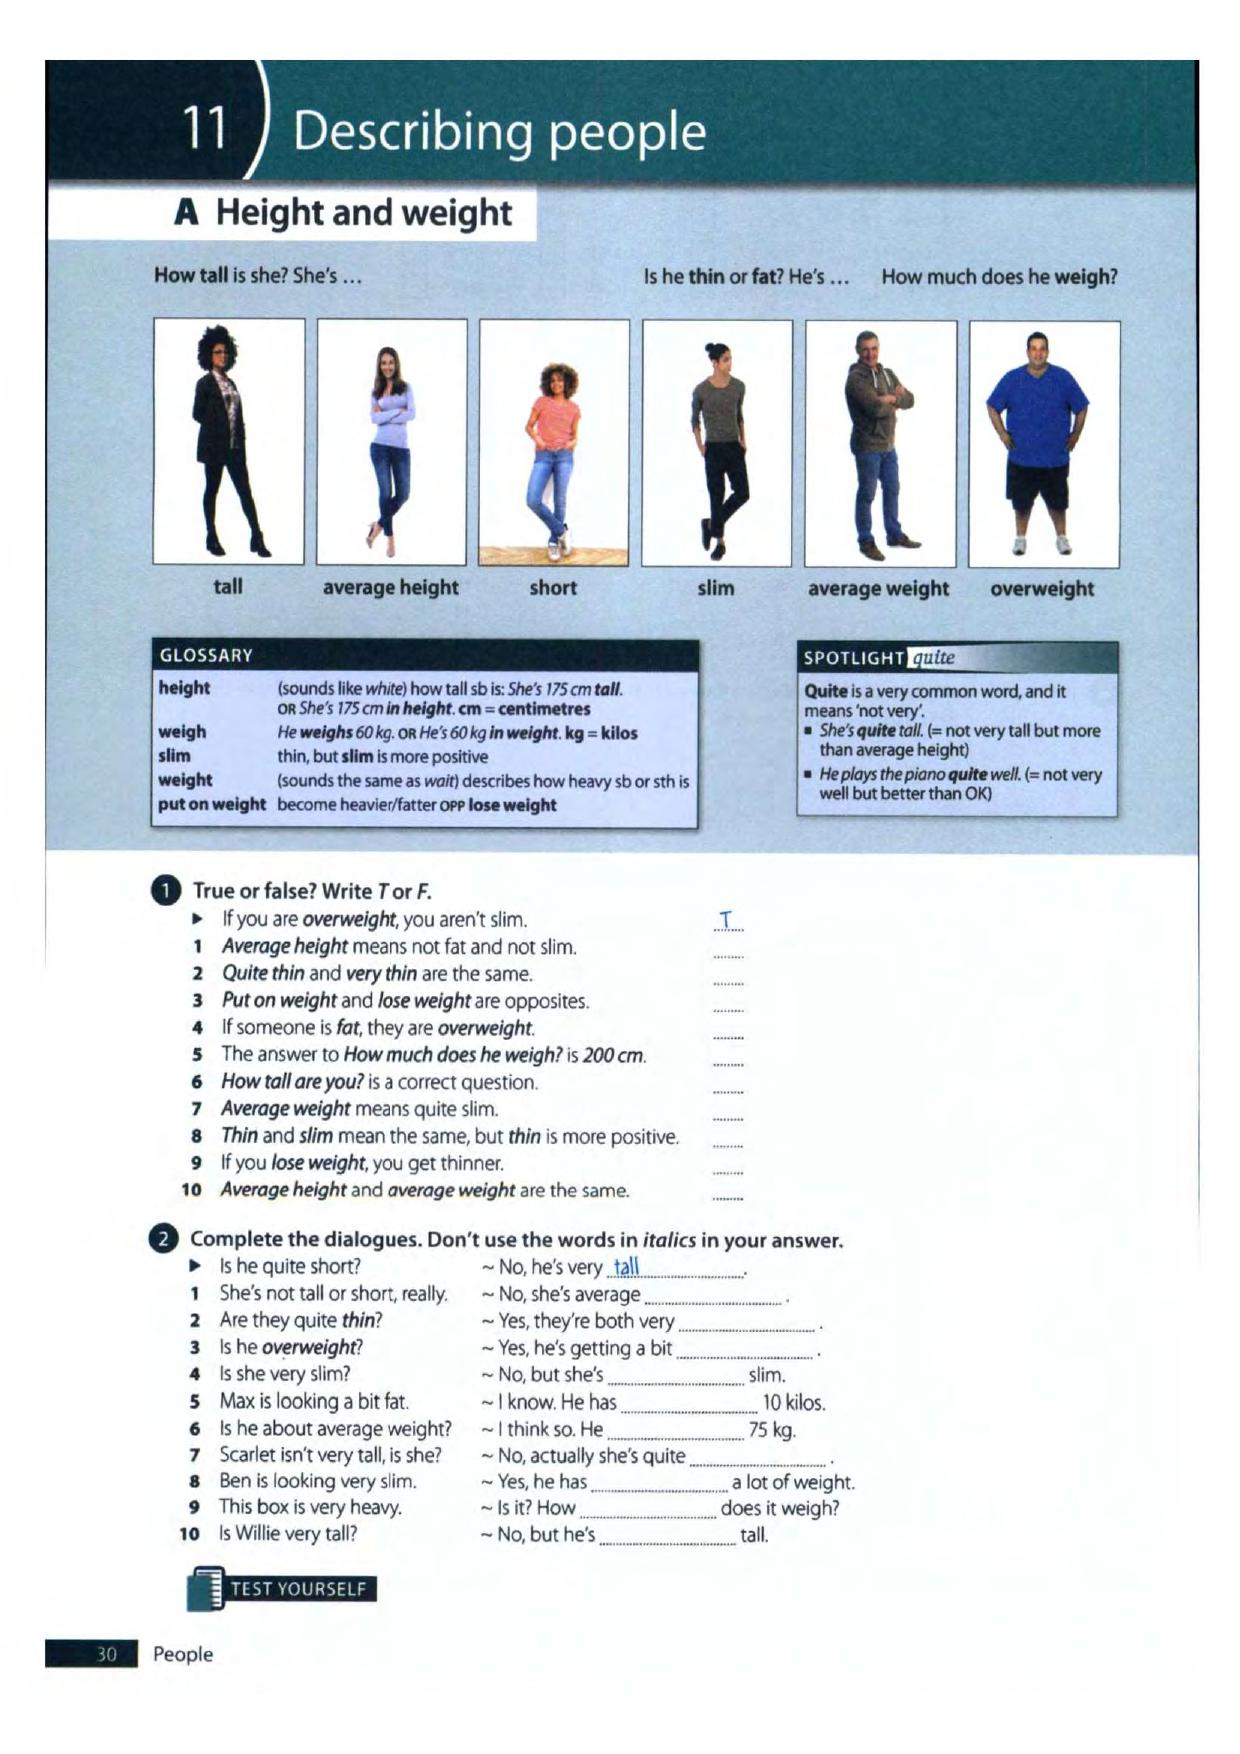 11 Describing people
A Height and weight
How tall is she? She's ...
Is he thin or fat? He's ... How much does he weigh?
tall average height short slim average weight overweight
GLOSSARY
height (sounds like white) how tall sb is: She's 175 cm tall.
OR She's 175 cm in height. cm = centimetres
weigh He weighs 60 kg. OR He's 60 kg in weight. kg = kilos
slim thin, but slim is more positive
weight (sounds the same as wait) describes how heavy sb or sth is
put on weight become heavier/fatter OPP lose weight
SPOTLIGHT quite
Quite is a very common word, and it
means 'not very'.
▪ She's quite tall. (= not very tall but more
than average height)
▪ He plays the piano quite well. (= not very
well but better than OK)
1 True or false? Write T or F.
► If you are overweight, you aren't slim. T
1 Average height means not fat and not slim. ........
2 Quite thin and very thin are the same. ........
3 Put on weight and lose weight are opposites. ........
4 If someone is fat, they are overweight. ........
5 The answer to How much does he weigh? is 200 cm. ........
6 How tall are you? is a correct question. ........
7 Average weight means quite slim. ........
8 Thin and slim mean the same, but thin is more positive. ........
9 If you lose weight, you get thinner. ........
10 Average height and average weight are the same. ........
2 Complete the dialogues. Don't use the words in italics in your answer.
► Is he quite short? ~ No, he's very tall.
1 She's not tall or short, really. ~ No, she's average ........ .
2 Are they quite thin? ~ Yes, they're both very ........ .
3 Is he overweight? ~ Yes, he's getting a bit ........ .
4 Is she very slim? ~ No, but she's ........ slim.
5 Max is looking a bit fat. ~ I know. He has ........ 10 kilos.
6 Is he about average weight? ~ I think so. He ........ 75 kg.
7 Scarlet isn't very tall, is she? ~ No, actually she's quite ........ .
8 Ben is looking very slim. ~ Yes, he has ........ a lot of weight.
9 This box is very heavy. ~ Is it? How ........ does it weigh?
10 Is Willie very tall? ~ No, but he's ........ tall.
TEST YOURSELF
30 People